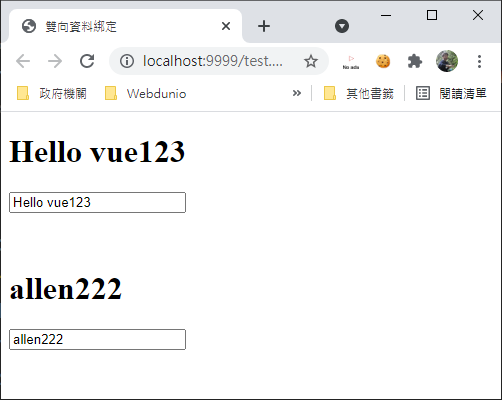 雙向資料綁定
localhost:9999/test....
No ads
政府機關
Webdunio
其他書籤
閱讀清單
Hello vue123
Hello vue123
allen222
allen222